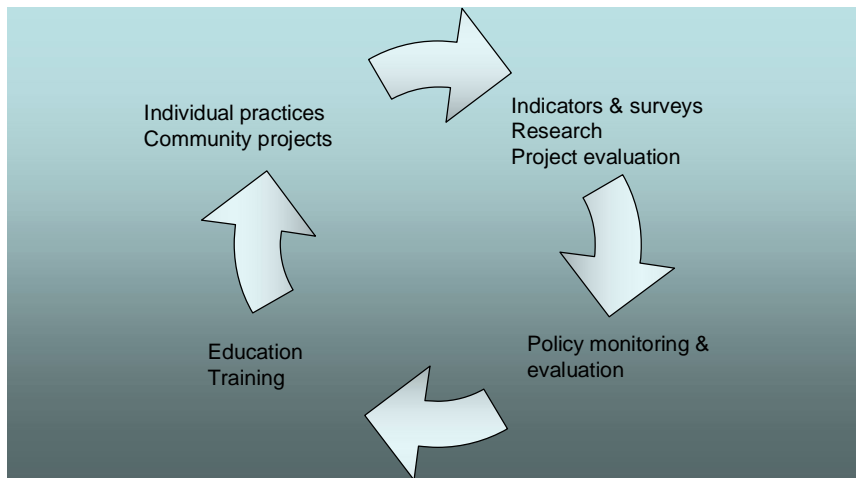 Individual practices
Community projects
Indicators & surveys
Research
Project evaluation
Education
Training
Policy monitoring &
evaluation